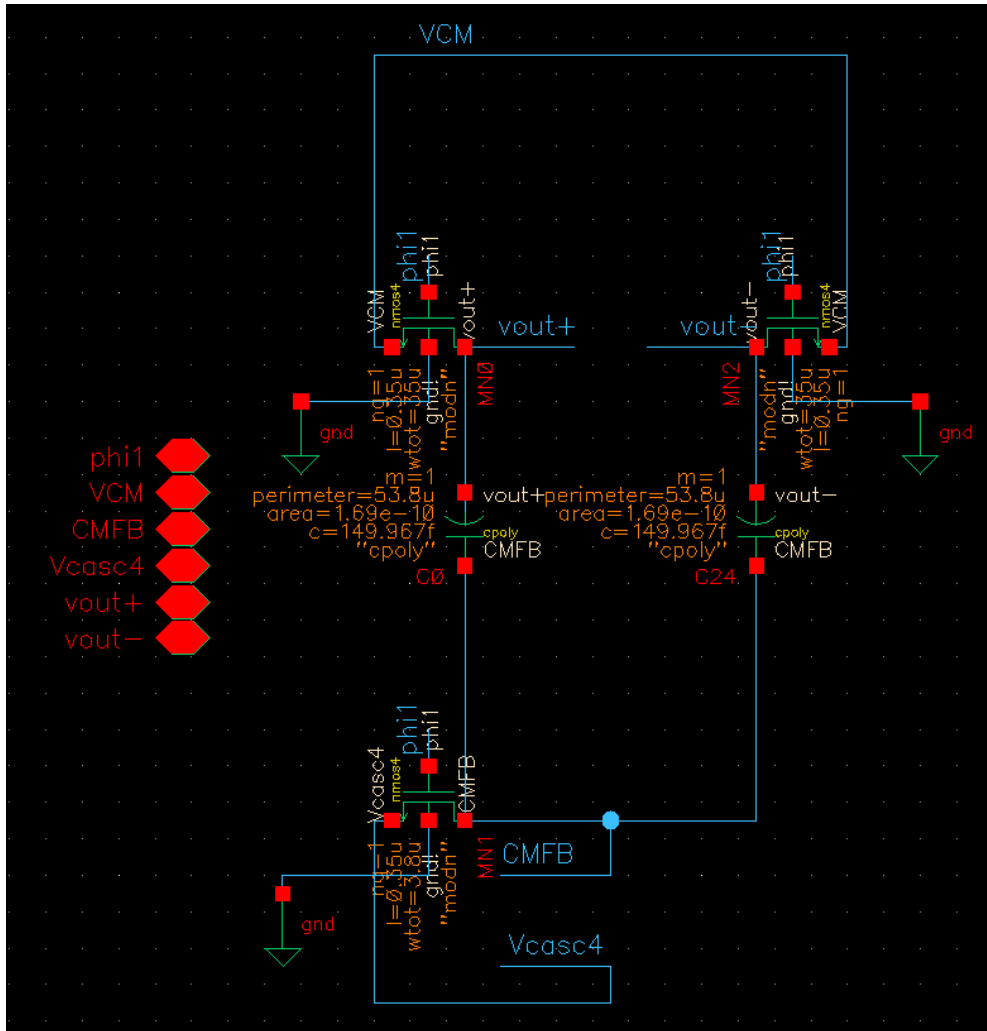 VCM
phi1
phi1
VCM
nmos4
vout+
vout+
MN0
ng=1
l=0.35u
wtot=35u
gnd!
"modn"
gnd
phi1
phi1
vout-
vout-
nmos4
VCM
MN2
"modn"
gnd!
wtot=35u
l=0.35u
ng=1
gnd
phi1
VCM
CMFB
Vcasc4
vout+
vout-
m=1
perimeter=53.8u
area=1.69e-10
c=149.967f
"cpoly"
vout+
cpoly
CMFB
C0
m=1
perimeter=53.8u
area=1.69e-10
c=149.967f
"cpoly"
vout-
cpoly
CMFB
C24
phi1
phi1
Vcasc4
nmos4
CMFB
MN1
ng=1
l=0.35u
wtot=3.8u
gnd!
"modn"
gnd
CMFB
Vcasc4